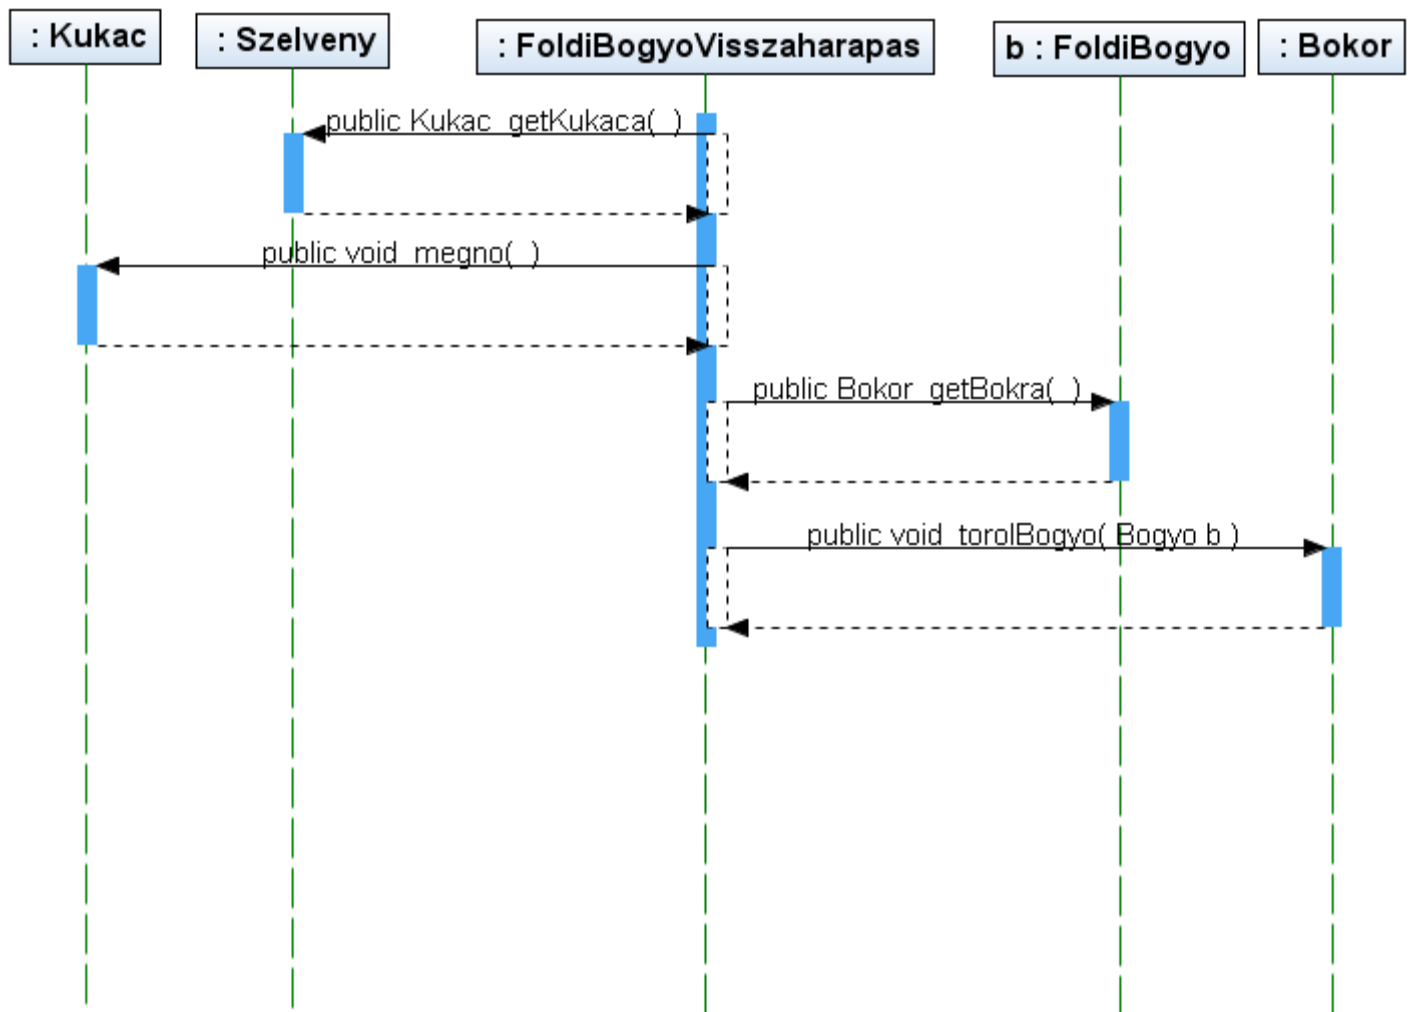 : Kukac
: Szelveny
: FoldiBogyoVisszaharapas
b : FoldiBogyo
: Bokor
public Kukac getKukaca( )
public void megno( )
public Bokor getBokra( )
public void torolBogyo( Bogyo b )